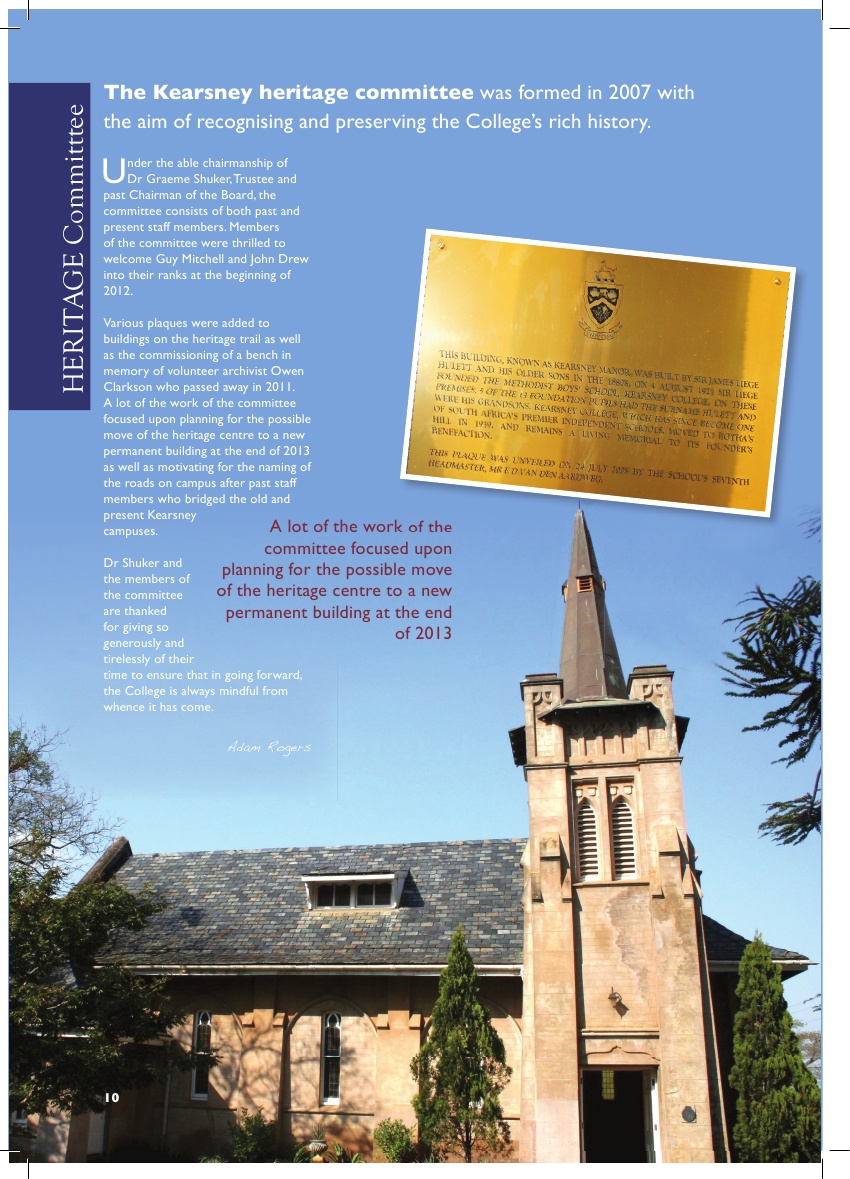 HERITAGE Committtee
The Kearsney heritage committee was formed in 2007 with
the aim of recognising and preserving the College's rich history.
Under the able chairmanship of
Dr Graeme Shuker, Trustee and
past Chairman of the Board, the
committee consists of both past and
present staff members. Members
of the committee were thrilled to
welcome Guy Mitchell and John Drew
into their ranks at the beginning of
2012.
Various plaques were added to
buildings on the heritage trail as well
as the commissioning of a bench in
memory of volunteer archivist Owen
Clarkson who passed away in 2011.
A lot of the work of the committee
focused upon planning for the possible
move of the heritage centre to a new
permanent building at the end of 2013
as well as motivating for the naming of
the roads on campus after past staff
members who bridged the old and
present Kearsney
campuses.
Dr Shuker and
the members of
the committee
are thanked
for giving so
generously and
tirelessly of their
time to ensure that in going forward,
the College is always mindful from
whence it has come.
Adam Rogers
A lot of the work of the
committee focused upon
planning for the possible move
of the heritage centre to a new
permanent building at the end
of 2013
THIS BUILDING, KNOWN AS KEARSNEY MANOR, WAS BUILT BY SIR JAMES LIEGE
HULETT AND HIS OLDER SONS IN THE 1880S. ON 4 AUGUST 1921 SIR LIEGE
FOUNDED THE METHODIST BOYS' SCHOOL, KEARSNEY COLLEGE, ON THESE
PREMISES. 5 OF THE 13 FOUNDATION PUPILS HAD THE SURNAME HULETT AND
WERE HIS GRANDSONS. KEARSNEY COLLEGE, WHICH HAS SINCE BECOME ONE
OF SOUTH AFRICA'S PREMIER INDEPENDENT SCHOOLS, MOVED TO BOTHA'S
HILL IN 1939, AND REMAINS A LIVING MEMORIAL TO ITS FOUNDER'S
BENEFACTION.
THIS PLAQUE WAS UNVEILED ON JULY BY THE SCHOOL'S SEVENTH
HEADMASTER, MR E D VAN DEN AARDWEG.
10